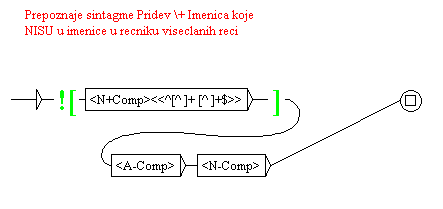 Prepoznaje sintagme Pridev \+ Imenica koje
NISU u imenice u recniku viseclanih reci
![ <N+Comp><<^[^ ]+ [^ ]+$>> ]
<A-Comp> <N-Comp>